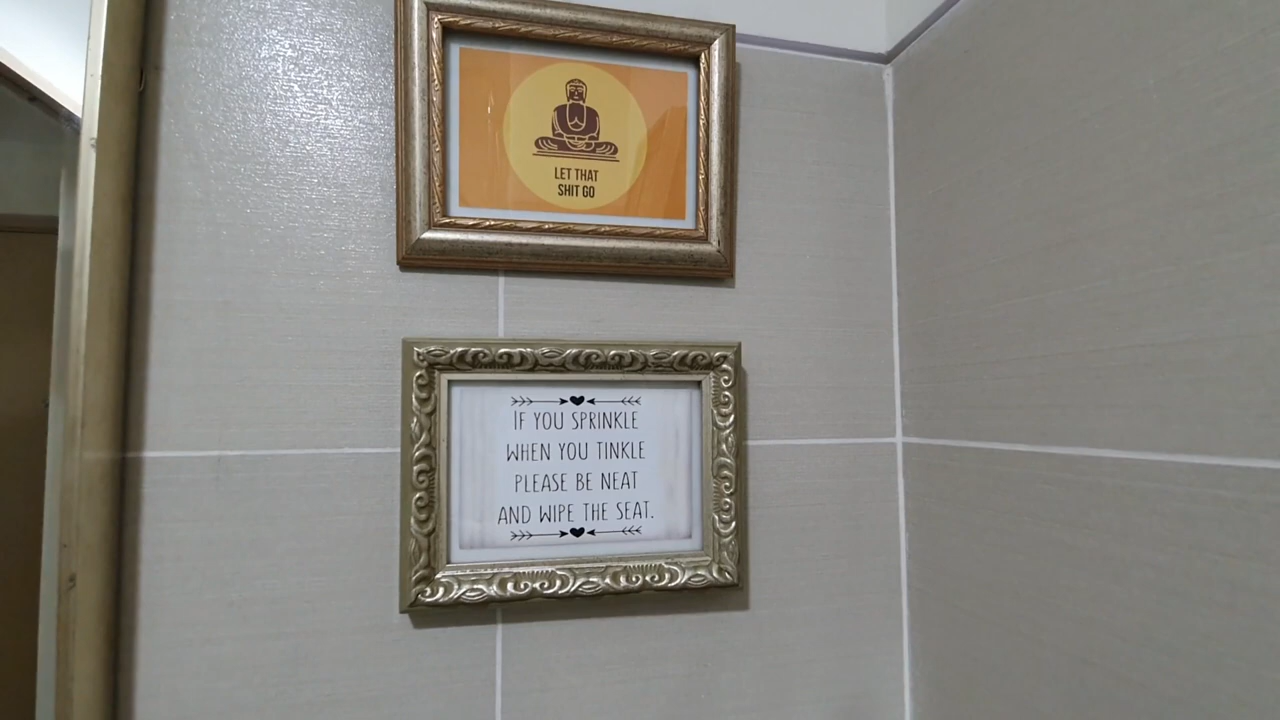 LET THAT
SHIT GO
IF YOU SPRINKLE
WHEN YOU TINKLE
PLEASE BE NEAT
AND WIPE THE SEAT.